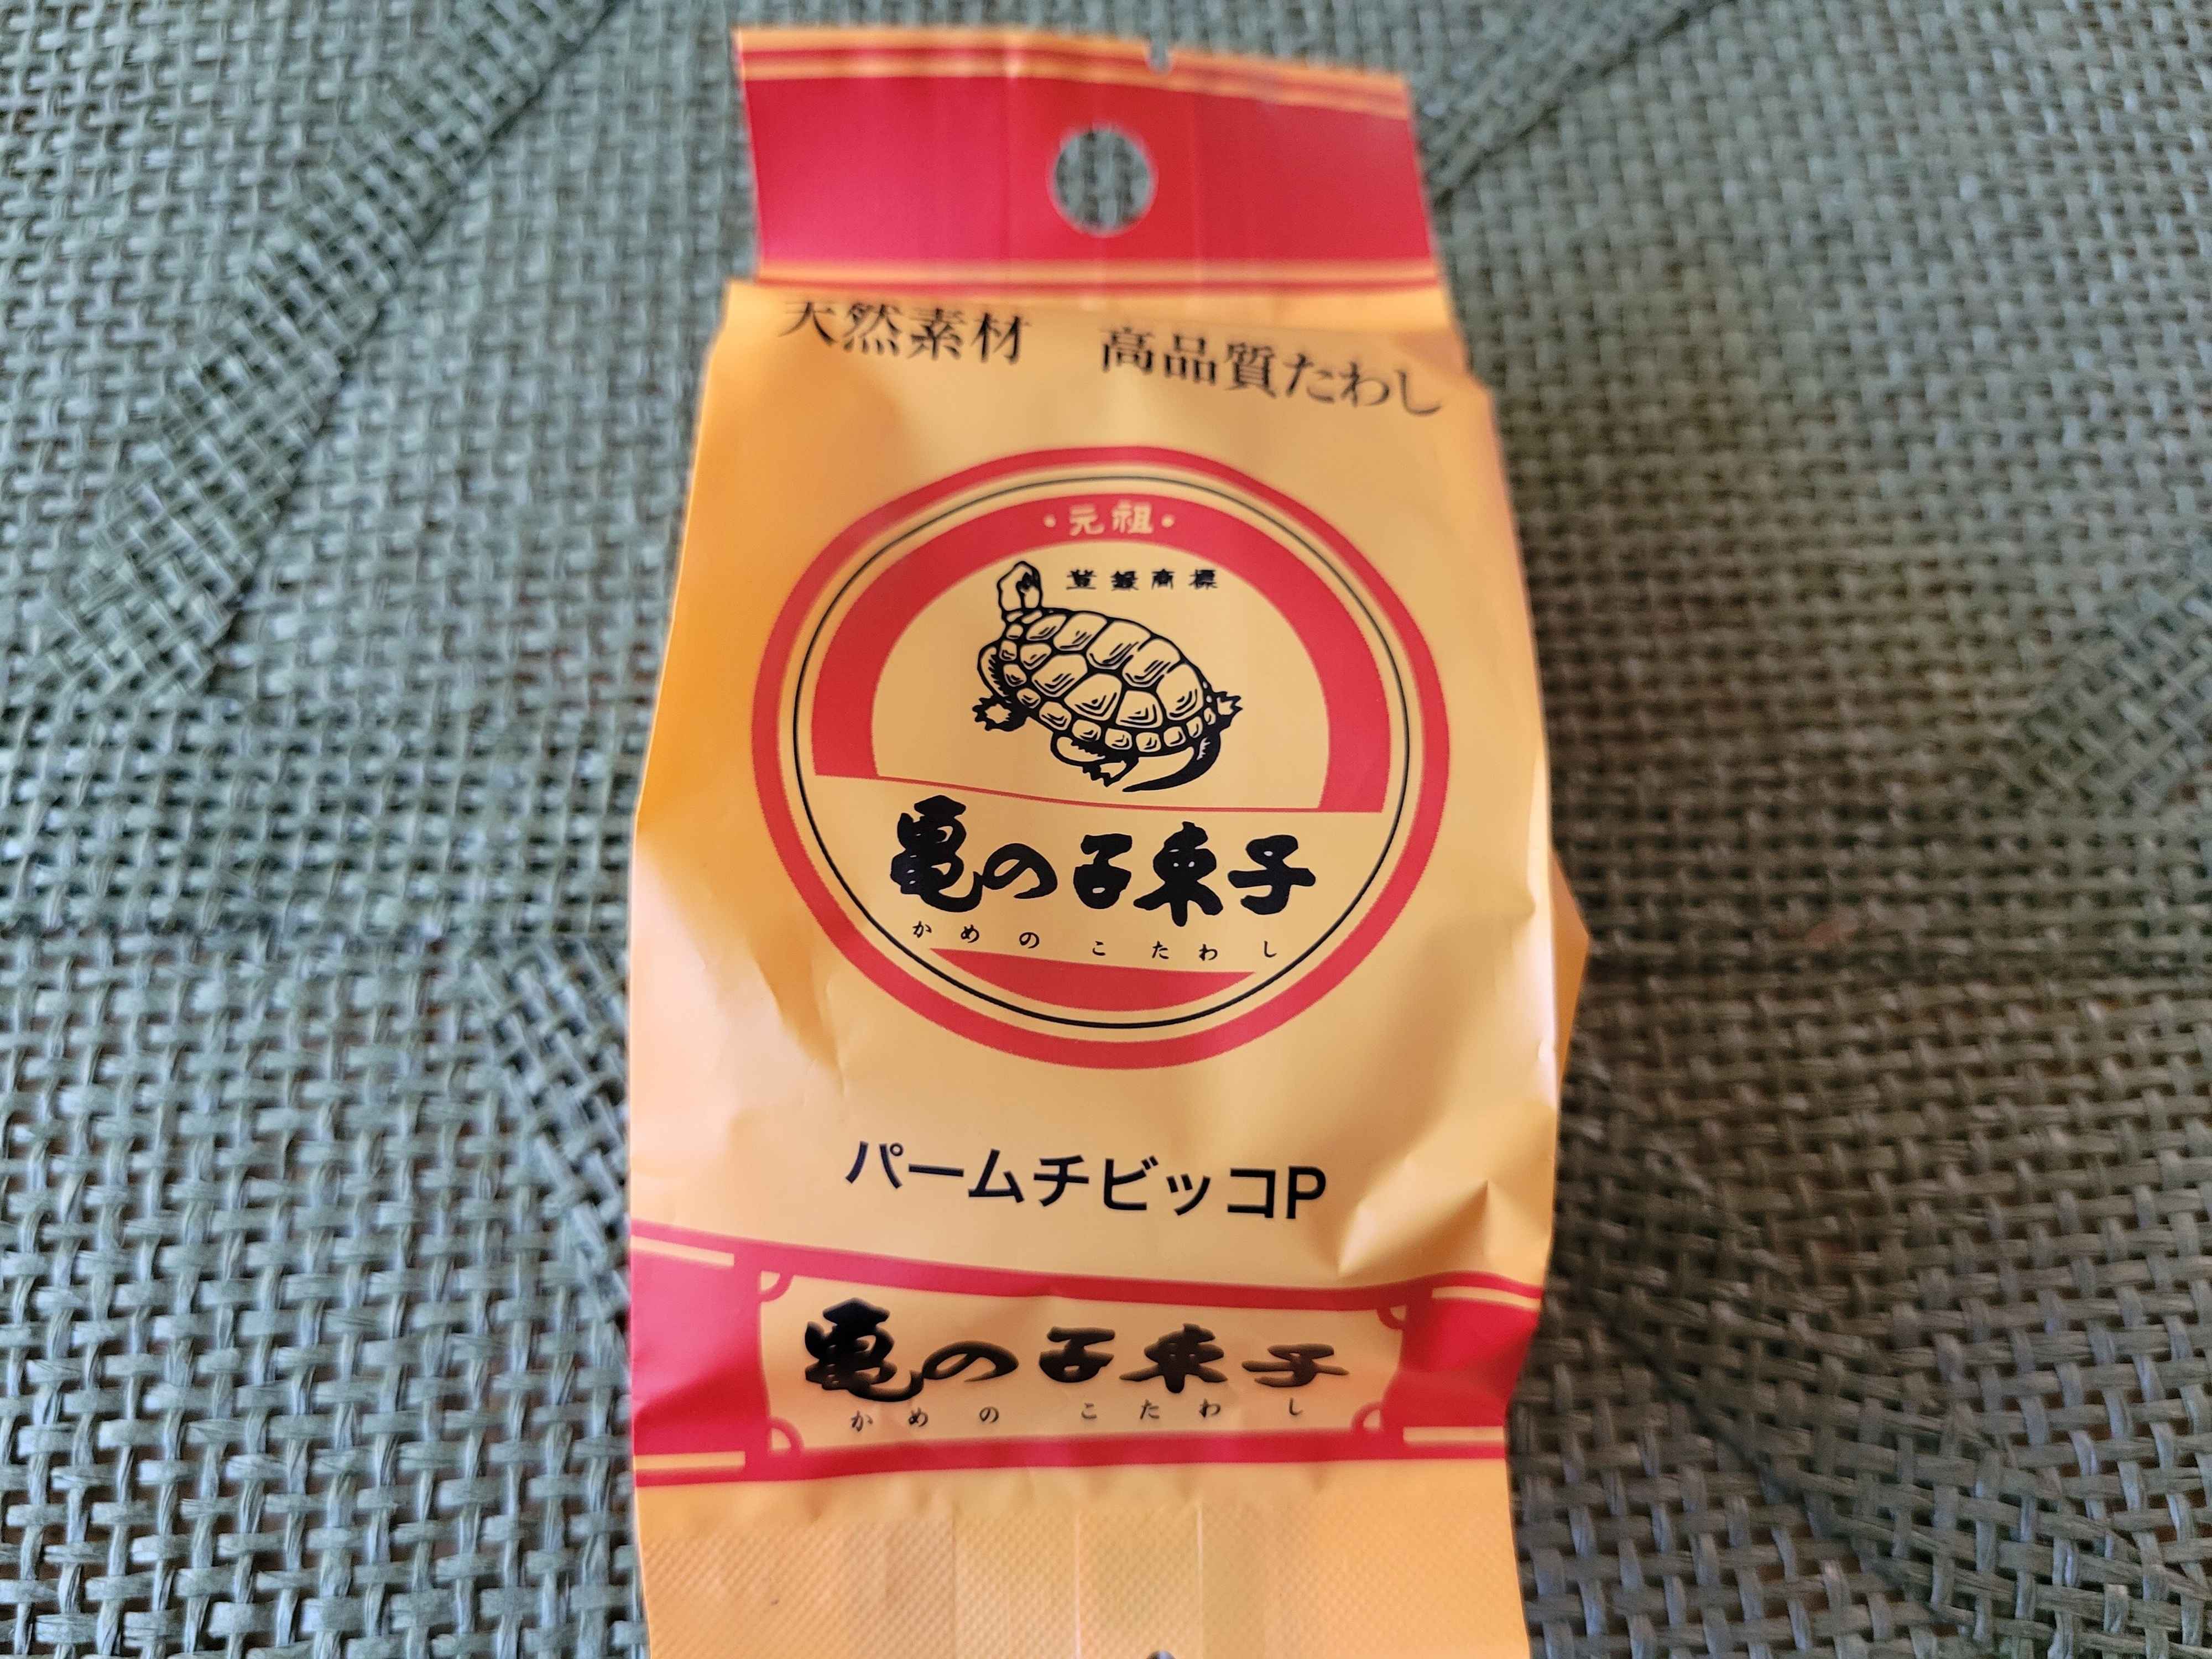 天然素材 高品質たわし
・元祖・
登録商標
亀の子束子
かめのこたわし
パームチビッコP
亀の子束子
かめのこたわし